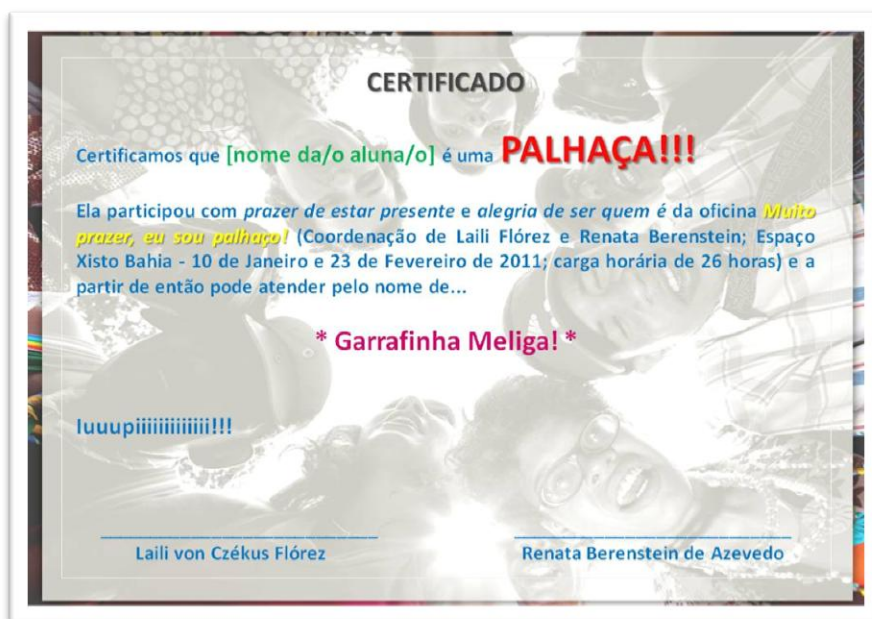 CERTIFICADO
Certificamos que [nome da/o aluna/o] é uma PALHAÇA!!!
Ela participou com prazer de estar presente e alegria de ser quem é da oficina Muito
prazer, eu sou palhaço! (Coordenação de Laili Flórez e Renata Berenstein; Espaço
Xisto Bahia - 10 de Janeiro e 23 de Fevereiro de 2011; carga horária de 26 horas) e a
partir de então pode atender pelo nome de...
* Garrafinha Meliga! *
Iuuupiiiiiiiiiiiii!!!
Laili von Czékus Flórez
Renata Berenstein de Azevedo